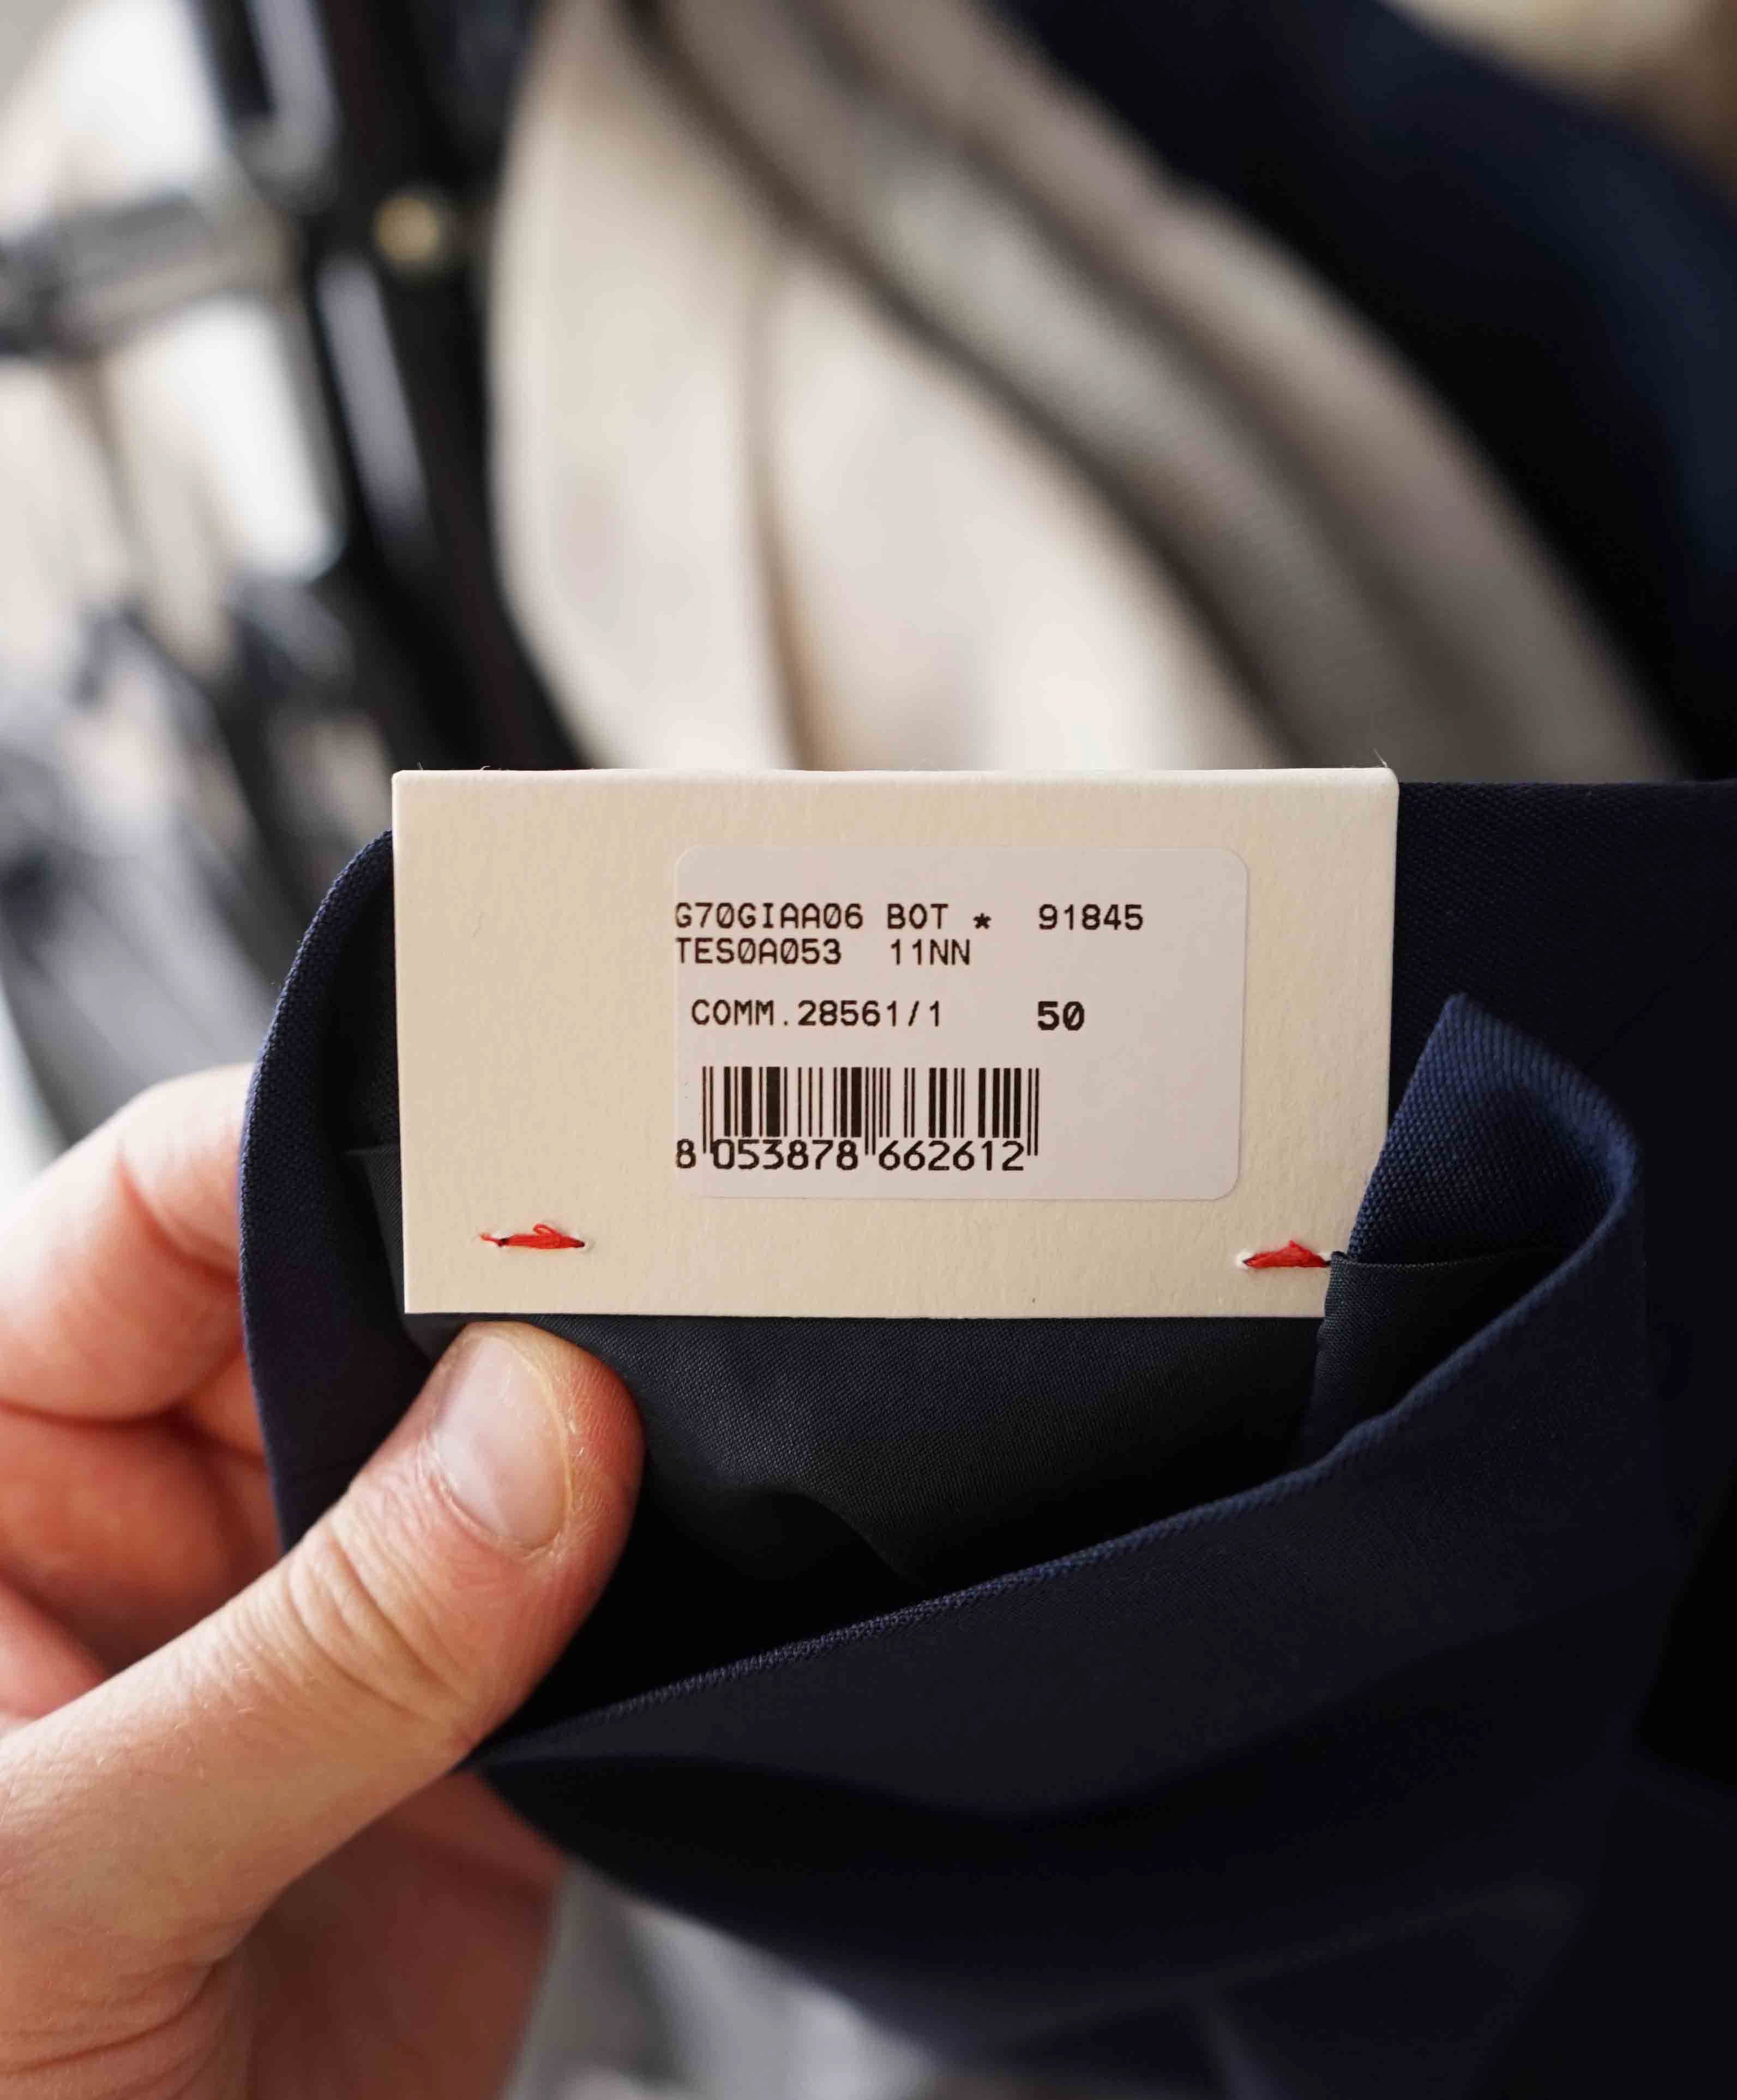 G70GIAA06 BOT * 91845
TES0A053 11NN
COMM.28561/1 50
8 053878 662612